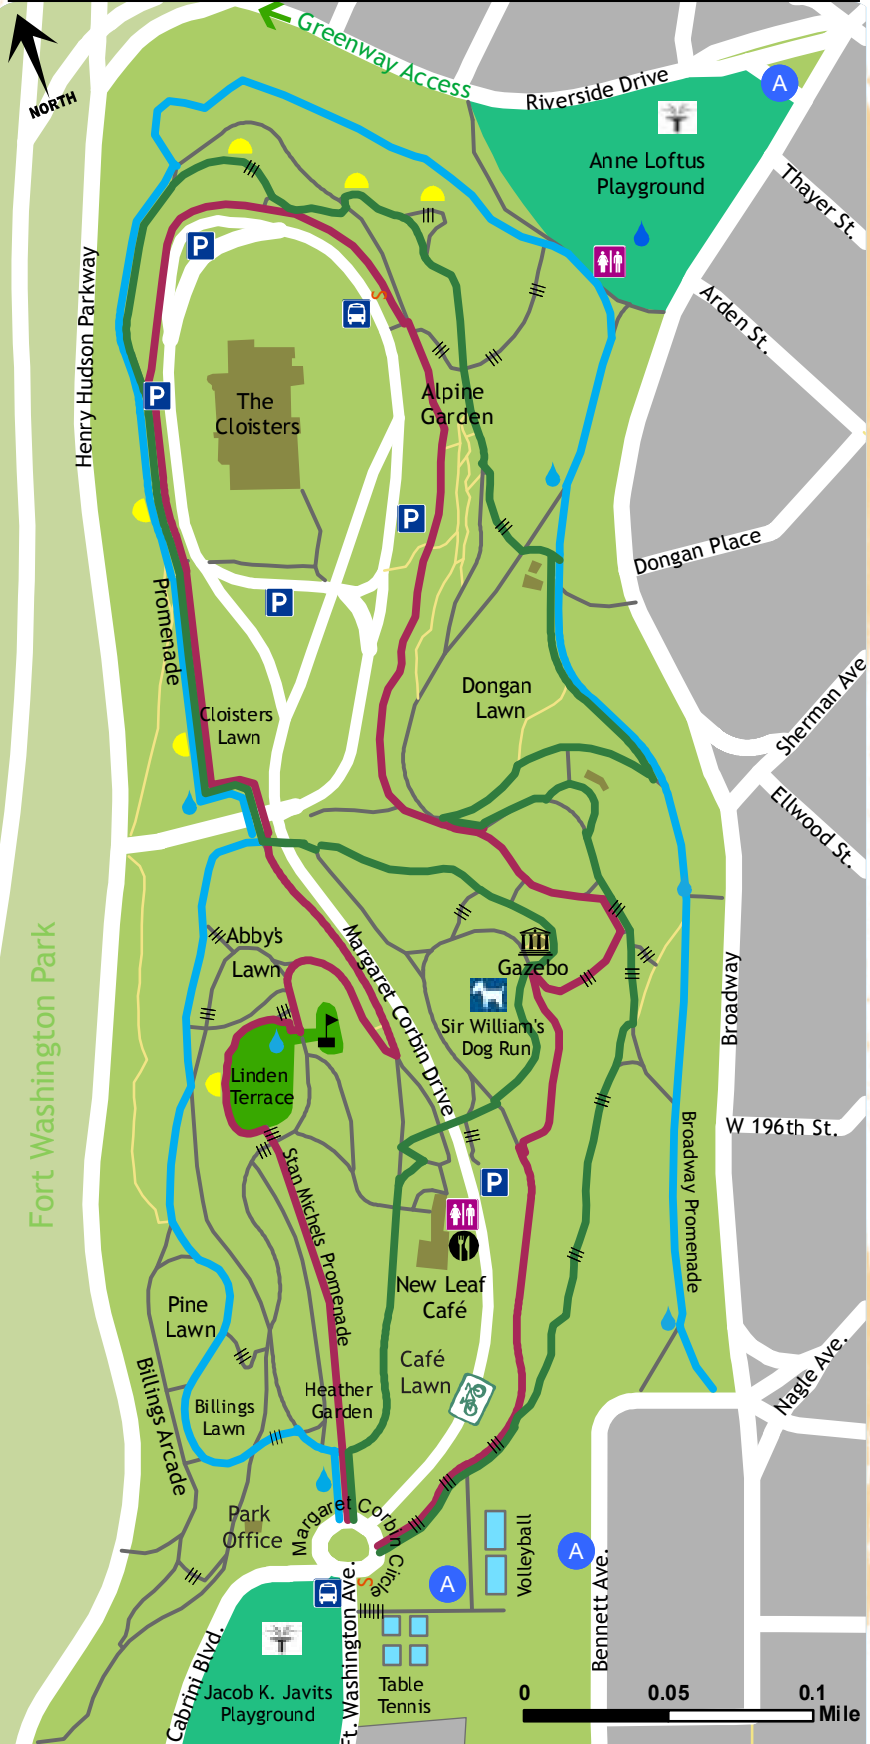 Greenway Access
NORTH
Riverside Drive
A
Anne Loftus
Playground
Thayer St.
Henry Hudson Parkway
P
Arden St.
P
The
Cloisters
Alpine
Garden
P
Dongan Place
P
Promenade
Dongan
Lawn
Sherman Ave
Cloisters
Lawn
Ellwood St.
Fort Washington Park
Abby's
Lawn
Margaret Corbin Drive
Gazebo
Broadway
Sir William's
Dog Run
Linden
Terrace
W 196th St.
Broadway Promenade
Stan Michels Promenade
P
New Leaf
Café
Pine
Lawn
Nagle Ave.
Billings Arcade
Café
Lawn
Heather
Garden
Billings
Lawn
Park
Office
Margaret Corbin Circle
Volleyball
A
A
Bennett Ave.
Ft. Washington Ave.
Cabrini Blvd.
Jacob K. Javits
Playground
Table
Tennis
0 0.05 0.1
Mile